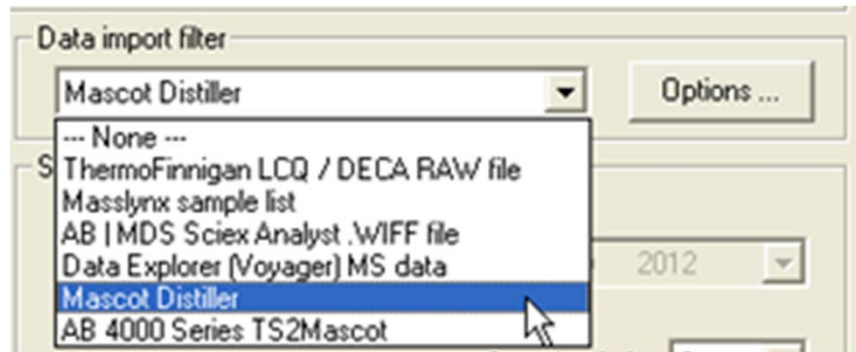 Data import filter
Mascot Distiller
Options ...
--- None ---
ThermoFinnigan LCQ / DECA RAW file
Masslynx sample list
AB | MDS Sciex Analyst .WIFF file
Data Explorer (Voyager) MS data
2012
Mascot Distiller
AB 4000 Series TS2Mascot